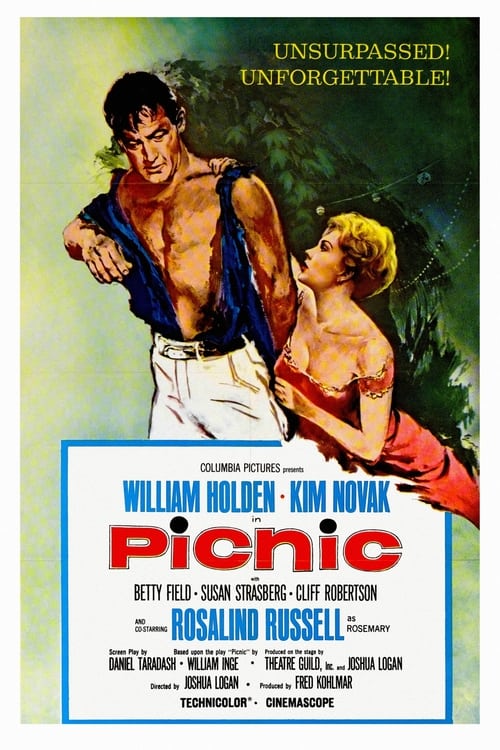 UNSURPASSED!
UNFORGETTABLE!
COLUMBIA PICTURES presents
WILLIAM HOLDEN • KIM NOVAK
in
PICNIC
with
BETTY FIELD • SUSAN STRASBERG • CLIFF ROBERTSON
AND CO-STARRING ROSALIND RUSSELL as ROSEMARY
Screen Play by DANIEL TARADASH • Based upon the play "Picnic" by WILLIAM INGE • Produced on the stage by THEATRE GUILD, Inc. and JOSHUA LOGAN
Directed by JOSHUA LOGAN • Produced by FRED KOHLMAR
TECHNICOLOR® • CINEMASCOPE